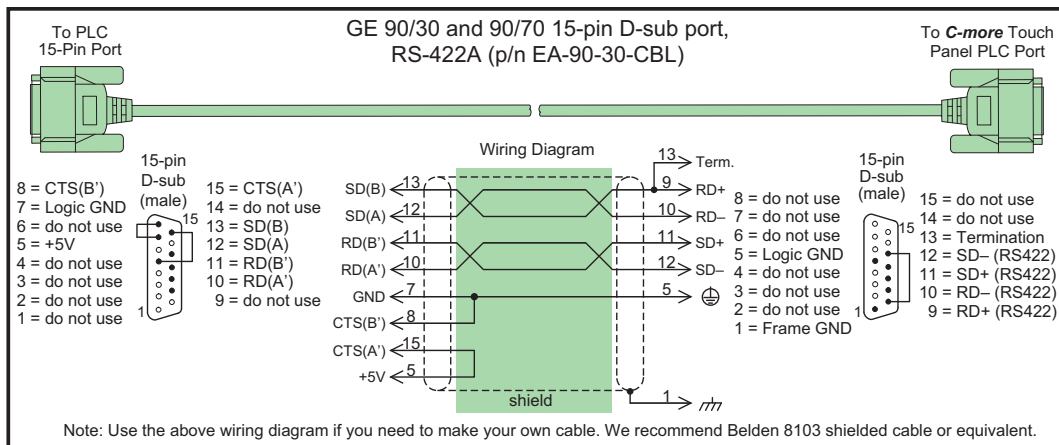 To PLC
15-Pin Port
GE 90/30 and 90/70 15-pin D-sub port,
RS-422A (p/n EA-90-30-CBL)
To C-more Touch
Panel PLC Port
15-pin
D-sub
(male)
8 = CTS(B')
7 = Logic GND
6 = do not use
5 = +5V
4 = do not use
3 = do not use
2 = do not use
1 = do not use
15
1
15 = CTS(A')
14 = do not use
13 = SD(B)
12 = SD(A)
11 = RD(B')
10 = RD(A')
9 = do not use
Wiring Diagram
13 Term.
SD(B) 13 9 RD+
SD(A) 12 10 RD–
RD(B') 11 11 SD+
RD(A') 10 12 SD–
GND 7 5
CTS(B') 8
CTS(A') 15
+5V 5
shield
1
8 = do not use
7 = do not use
6 = do not use
5 = Logic GND
4 = do not use
3 = do not use
2 = do not use
1 = Frame GND
15-pin
D-sub
(male)
15
1
15 = do not use
14 = do not use
13 = Termination
12 = SD– (RS422)
11 = SD+ (RS422)
10 = RD– (RS422)
9 = RD+ (RS422)
Note: Use the above wiring diagram if you need to make your own cable. We recommend Belden 8103 shielded cable or equivalent.